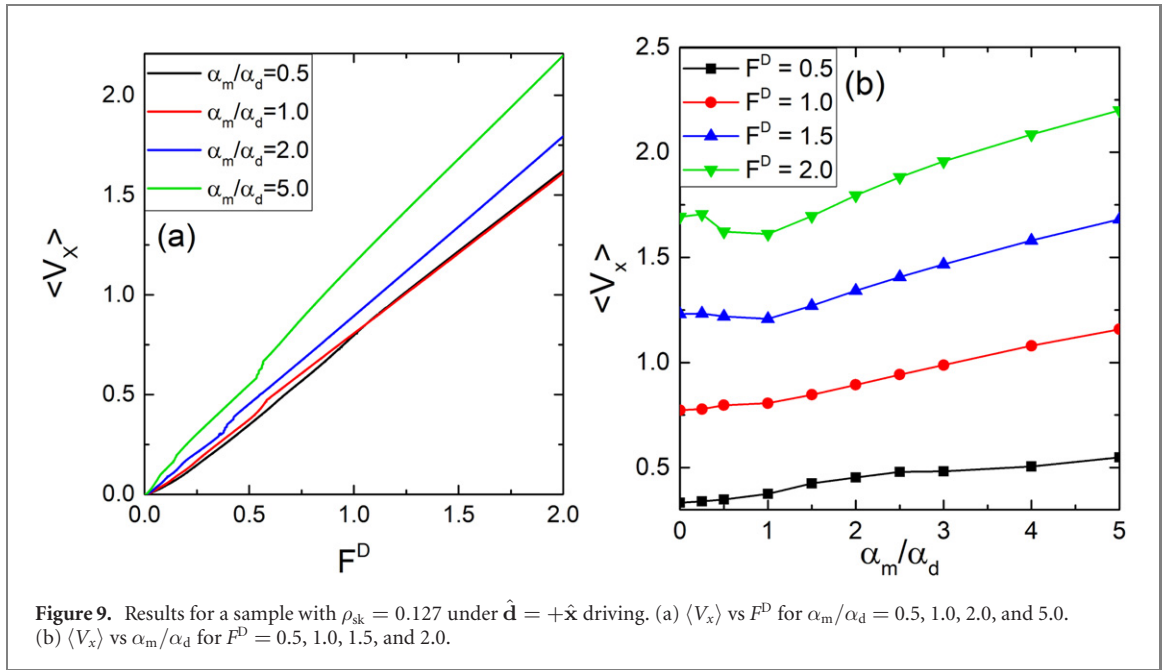 α_m/α_d=0.5
α_m/α_d=1.0
α_m/α_d=2.0
α_m/α_d=5.0
(a)
2.0
1.5
1.0
0.5
0.0
<V_X>
0.0 0.5 1.0 1.5 2.0
F^D
F^D = 0.5
F^D = 1.0
F^D = 1.5
F^D = 2.0
(b)
2.5
2.0
1.5
1.0
0.5
<V_x>
0 1 2 3 4 5
α_m/α_d
Figure 9. Results for a sample with ρ_sk = 0.127 under d̂ = +x̂ driving. (a) ⟨V_x⟩ vs F^D for α_m/α_d = 0.5, 1.0, 2.0, and 5.0.
(b) ⟨V_x⟩ vs α_m/α_d for F^D = 0.5, 1.0, 1.5, and 2.0.